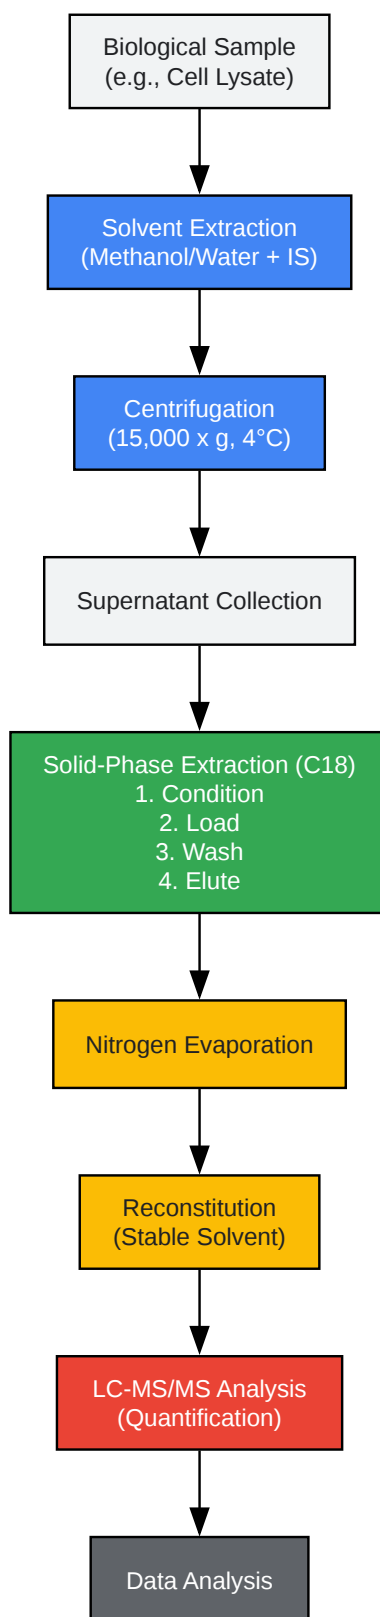 Biological Sample
(e.g., Cell Lysate)
Solvent Extraction
(Methanol/Water + IS)
Centrifugation
(15,000 x g, 4°C)
Supernatant Collection
Solid-Phase Extraction (C18)
1. Condition
2. Load
3. Wash
4. Elute
Nitrogen Evaporation
Reconstitution
(Stable Solvent)
LC-MS/MS Analysis
(Quantification)
Data Analysis